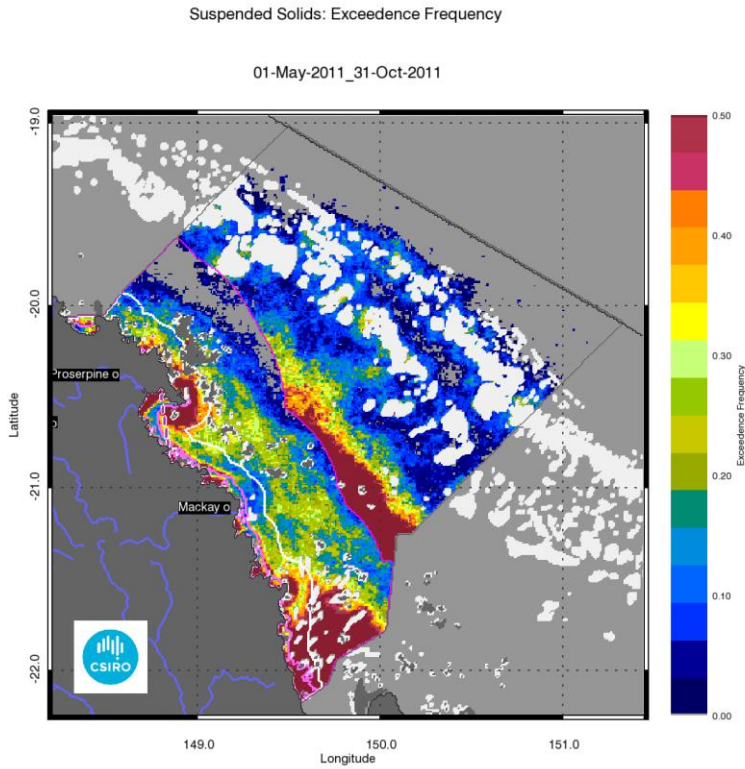 Suspended Solids: Exceedence Frequency
01-May-2011_31-Oct-2011
-19.0
-20.0
-21.0
-22.0
Latitude
149.0
150.0
151.0
Longitude
Proserpine o
o
Mackay o
CSIRO
0.50
0.40
0.30
0.20
0.10
0.00
Exceedence Frequency